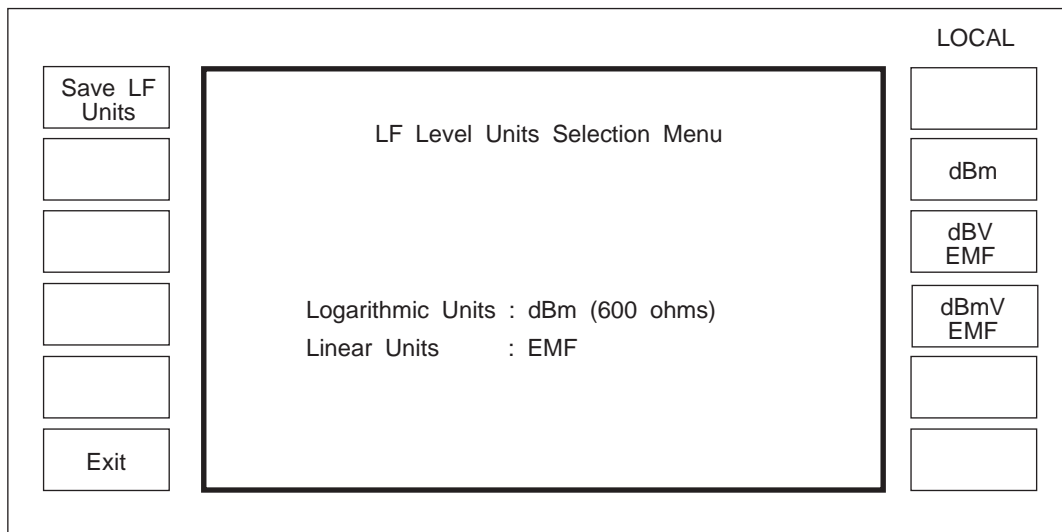 LOCAL
Save LF
Units
LF Level Units Selection Menu
dBm
dBV
EMF
Logarithmic Units : dBm (600 ohms)
Linear Units : EMF
dBmV
EMF
Exit